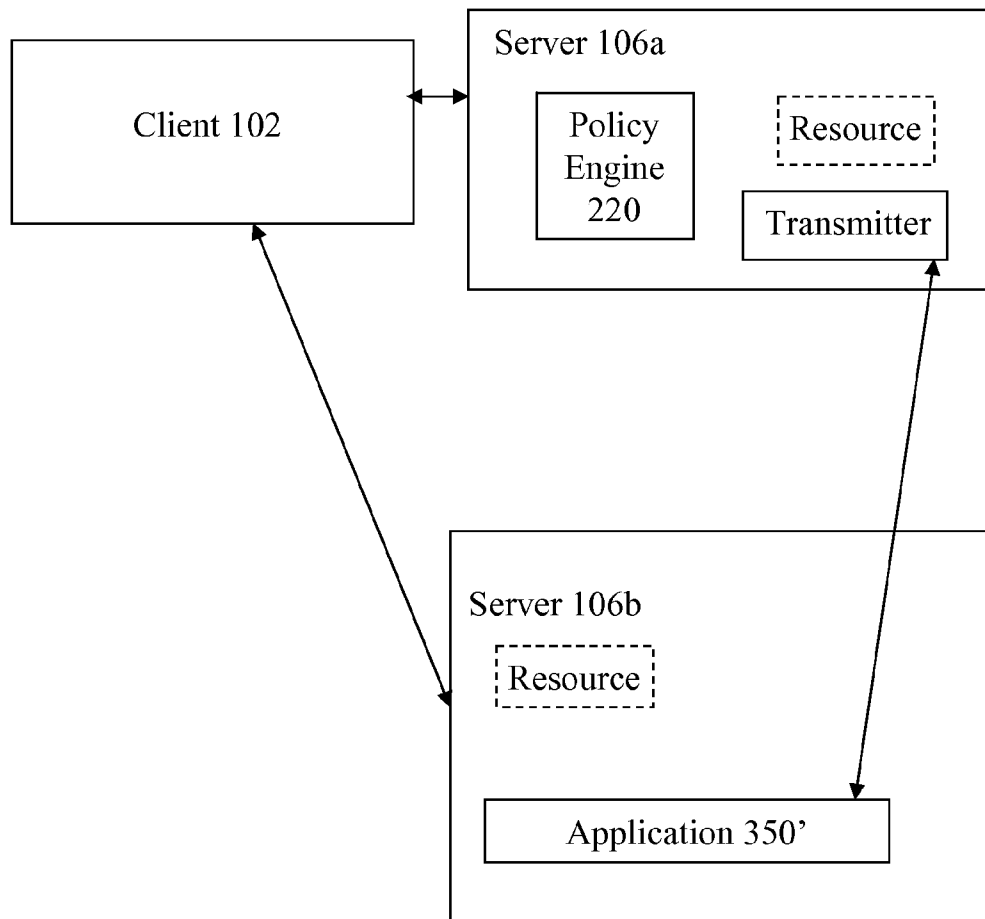 Server 106a
Client 102
Policy
Engine
220
Resource
Transmitter
Server 106b
Resource
Application 350’